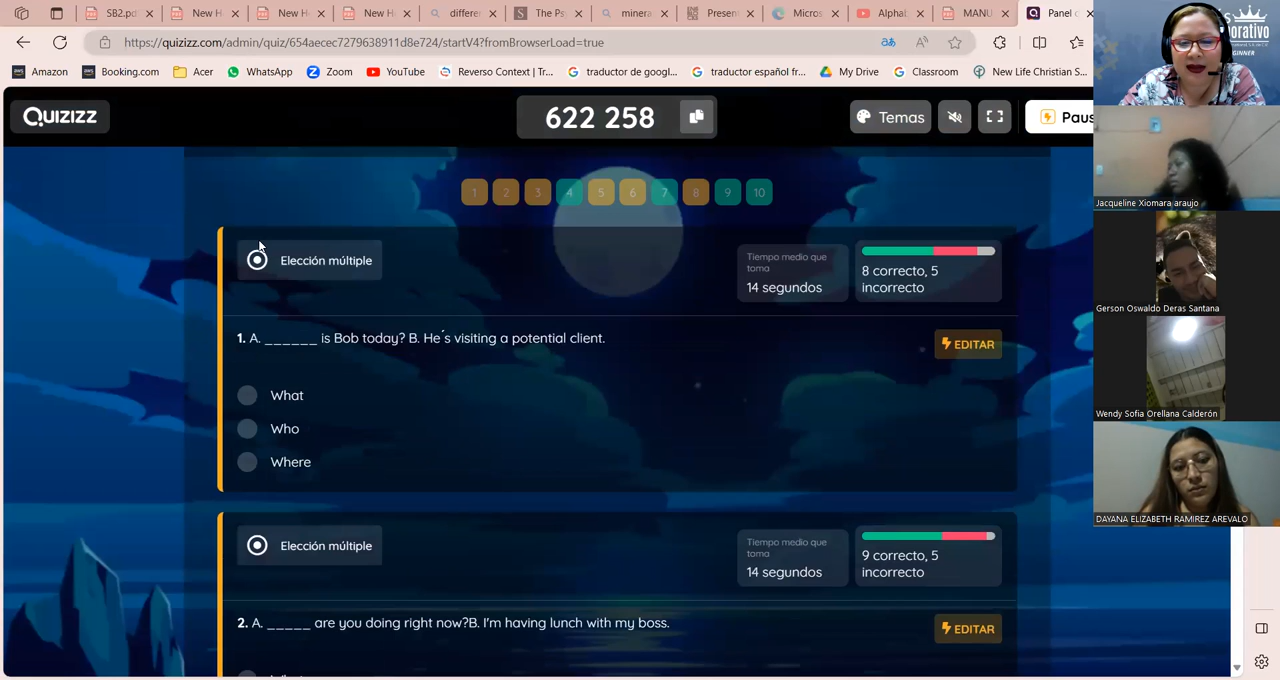 SB2.pdf
New H
New H
New H
differen
The Ps
minera
Presen
Micros
Alphab
MANU
Panel d
https://quizizz.com/admin/quiz/654aecec7279638911d8e724/startV4?fromBrowserLoad=true
Amazon
Booking.com
Acer
WhatsApp
Zoom
YouTube
Reverso Context | Tr...
traductor de googl...
traductor español fr...
My Drive
Classroom
New Life Christian S...
Quizizz
622 258
Temas
Paus
1 2 3 4 5 6 7 8 9 10
Elección múltiple
Tiempo medio que
toma
14 segundos
8 correcto, 5
incorrecto
1. A. ______ is Bob today? B. He´s visiting a potential client.
EDITAR
What
Who
Where
Elección múltiple
Tiempo medio que
toma
14 segundos
9 correcto, 5
incorrecto
2. A. _____ are you doing right now?B. I'm having lunch with my boss.
EDITAR
Jacqueline Xiomara araujo
Gerson Oswaldo Deras Santana
Wendy Sofia Orellana Calderón
DAYANA ELIZABETH RAMIREZ AREVALO